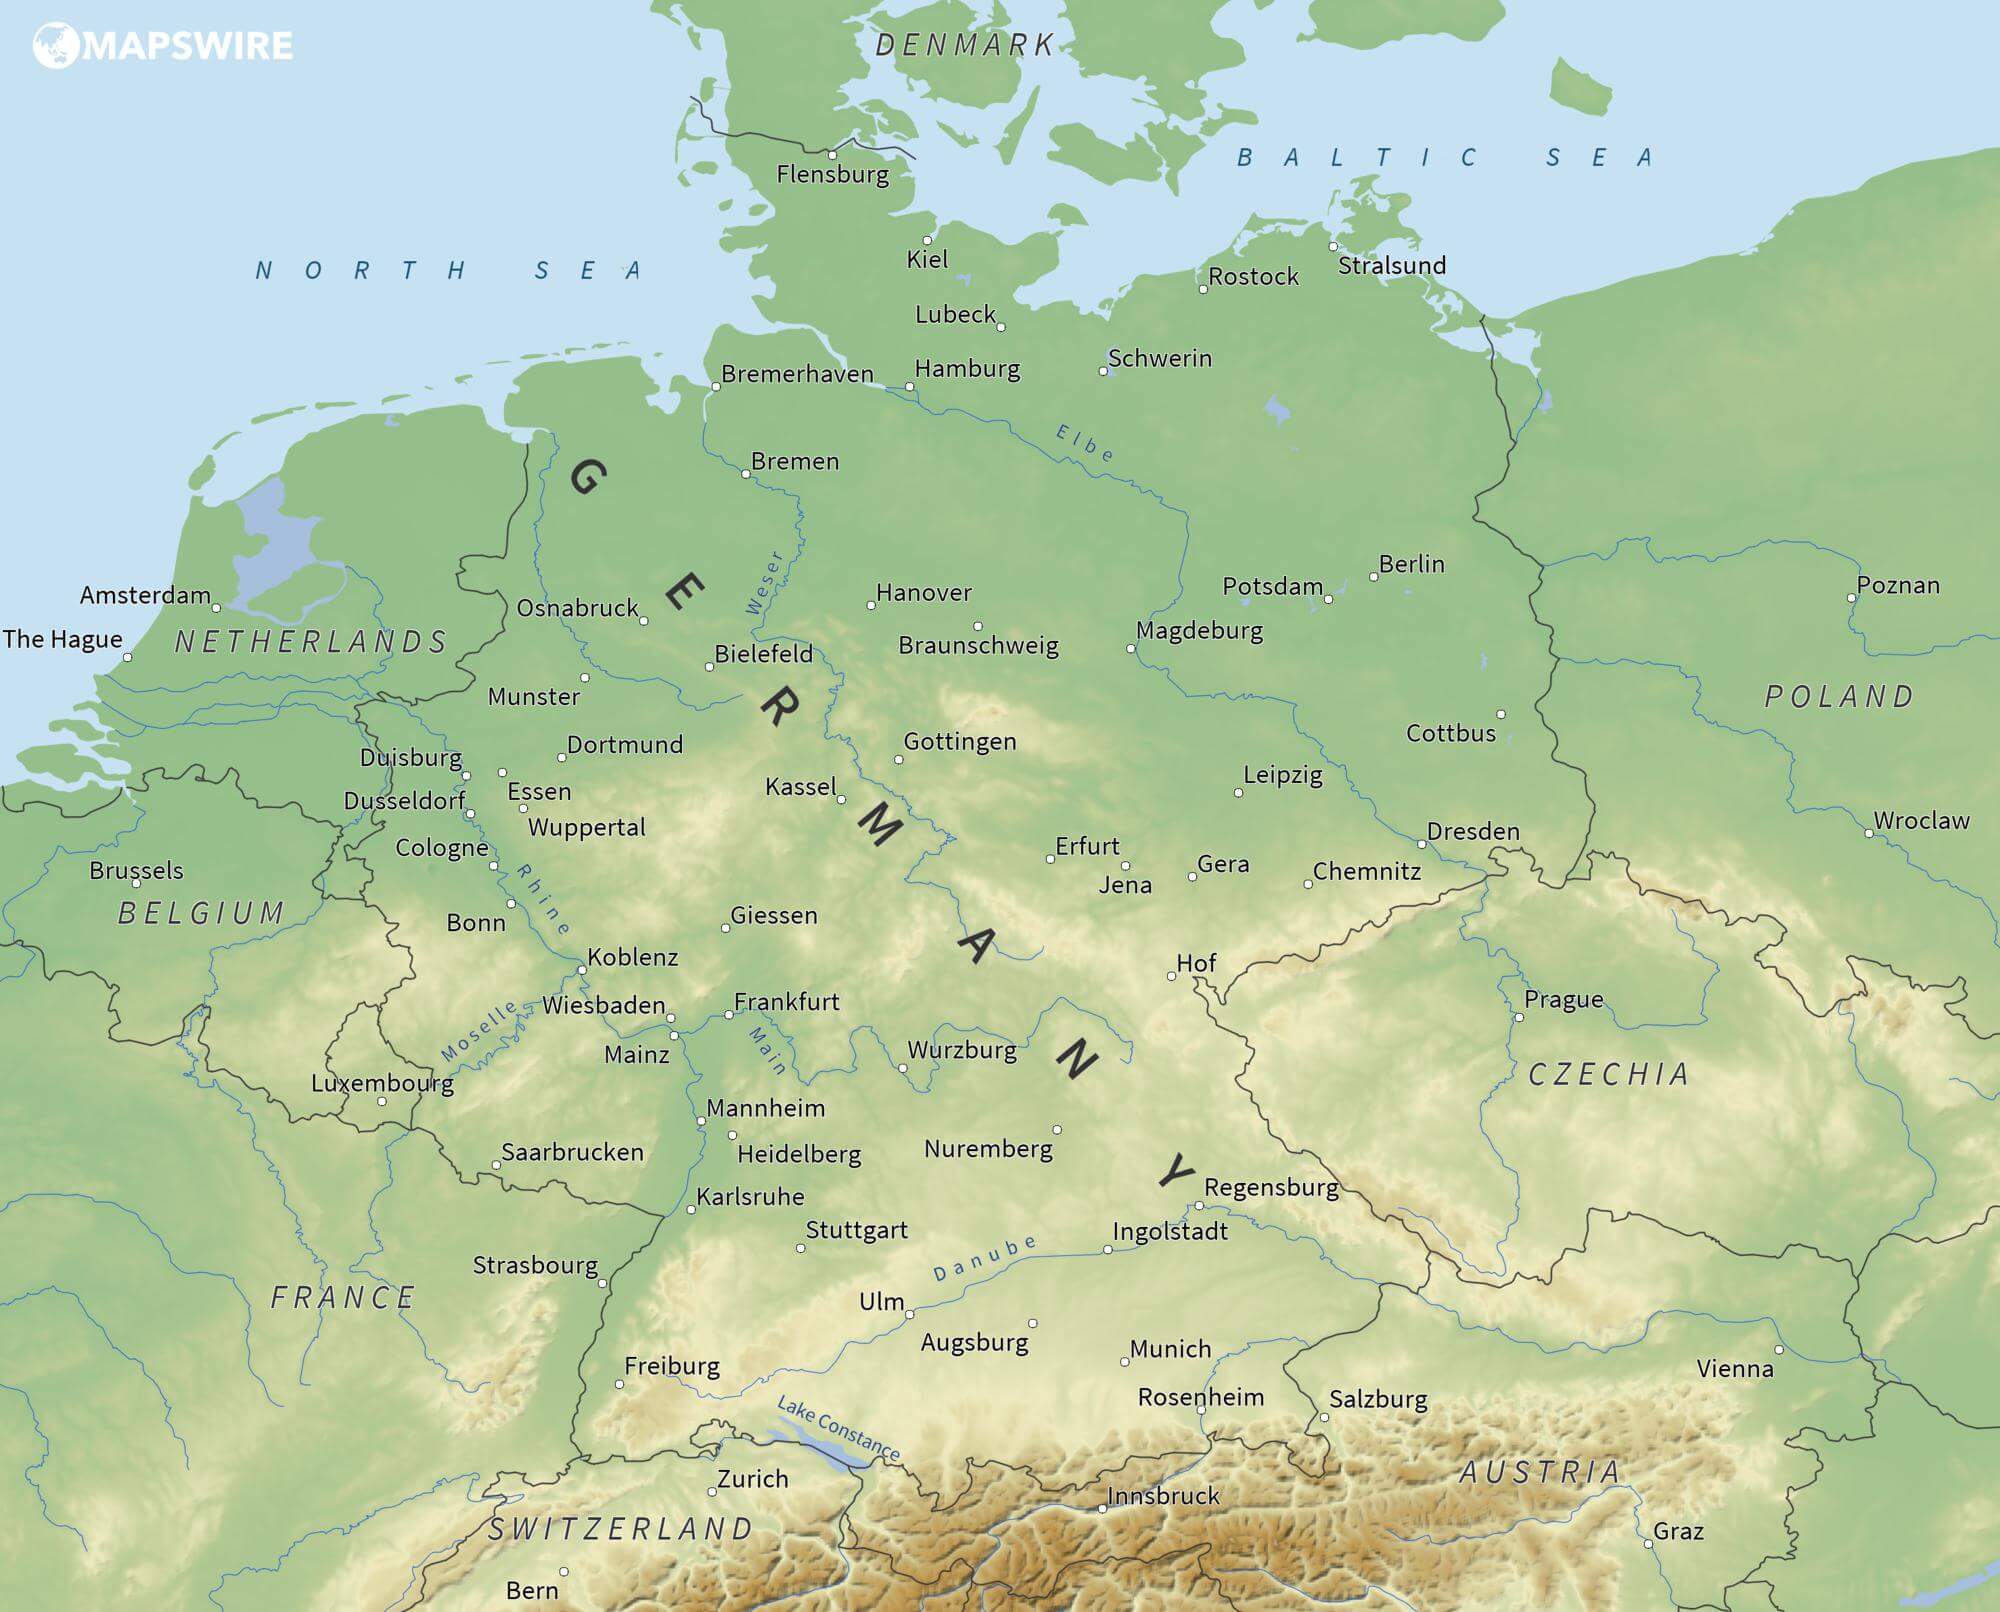 MAPSWIRE
DENMARK
BALTIC SEA
Flensburg
NORTH SEA
Kiel
Stralsund
Rostock
Lubeck
Schwerin
Hamburg
Bremerhaven
Elbe
Bremen
GERMANY
Weser
Berlin
Potsdam
Poznan
Amsterdam
Hanover
Osnabruck
Magdeburg
The Hague
NETHERLANDS
Braunschweig
Bielefeld
Munster
POLAND
Cottbus
Gottingen
Dortmund
Duisburg
Leipzig
Kassel
Essen
Dusseldorf
Wroclaw
Wuppertal
Dresden
Cologne
Erfurt
Gera
Brussels
Chemnitz
Jena
Rhine
BELGIUM
Giessen
Bonn
Koblenz
Hof
Prague
Frankfurt
Wiesbaden
Moselle
Main
Mainz
Wurzburg
CZECHIA
Luxembourg
Mannheim
Nuremberg
Saarbrucken
Heidelberg
Regensburg
Karlsruhe
Stuttgart
Ingolstadt
Danube
Strasbourg
FRANCE
Ulm
Augsburg
Munich
Freiburg
Vienna
Rosenheim
Salzburg
Lake Constance
AUSTRIA
Zurich
Innsbruck
SWITZERLAND
Graz
Bern